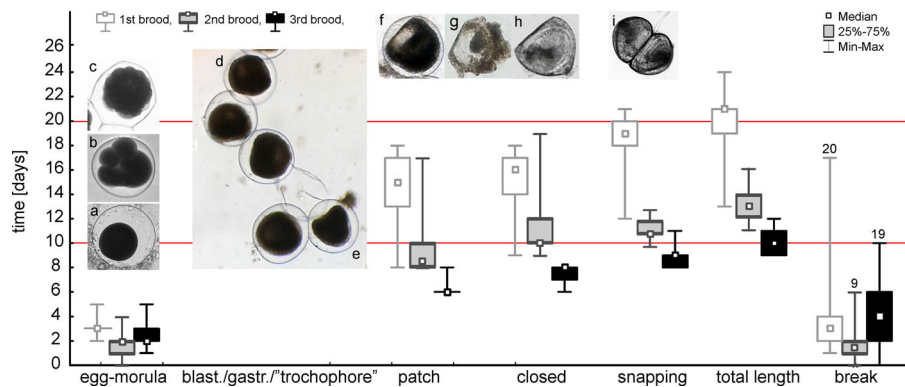 1st brood, 2nd brood, 3rd brood,
Median
25%-75%
Min-Max
time [days]
26
24
22
20
18
16
14
12
10
8
6
4
2
0
a
b
c
d
e
f
g
h
i
20
9
19
egg-morula blast./gastr./"trochophore" patch closed snapping total length break